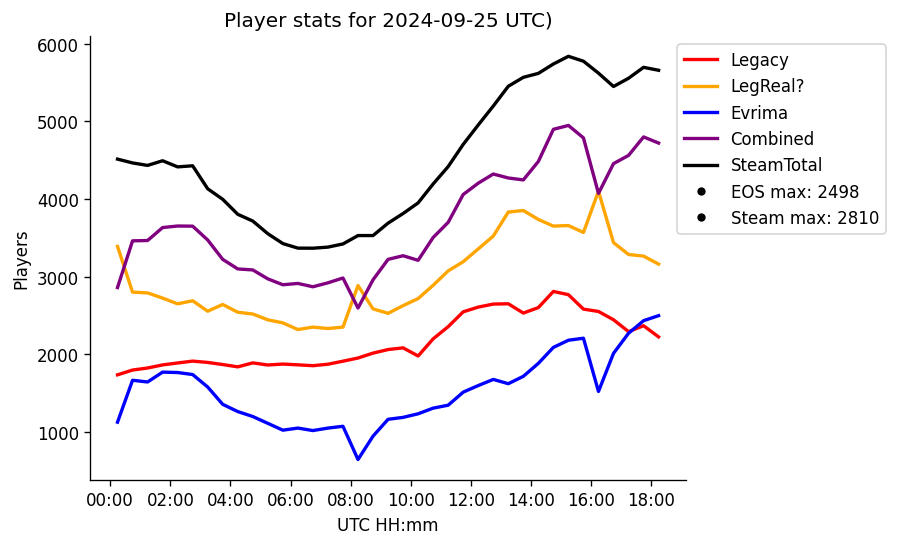 Player stats for 2024-09-25 UTC)
6000
5000
4000
3000
2000
1000
Players
Legacy
LegReal?
Evrima
Combined
SteamTotal
EOS max: 2498
Steam max: 2810
00:00 02:00 04:00 06:00 08:00 10:00 12:00 14:00 16:00 18:00
UTC HH:mm